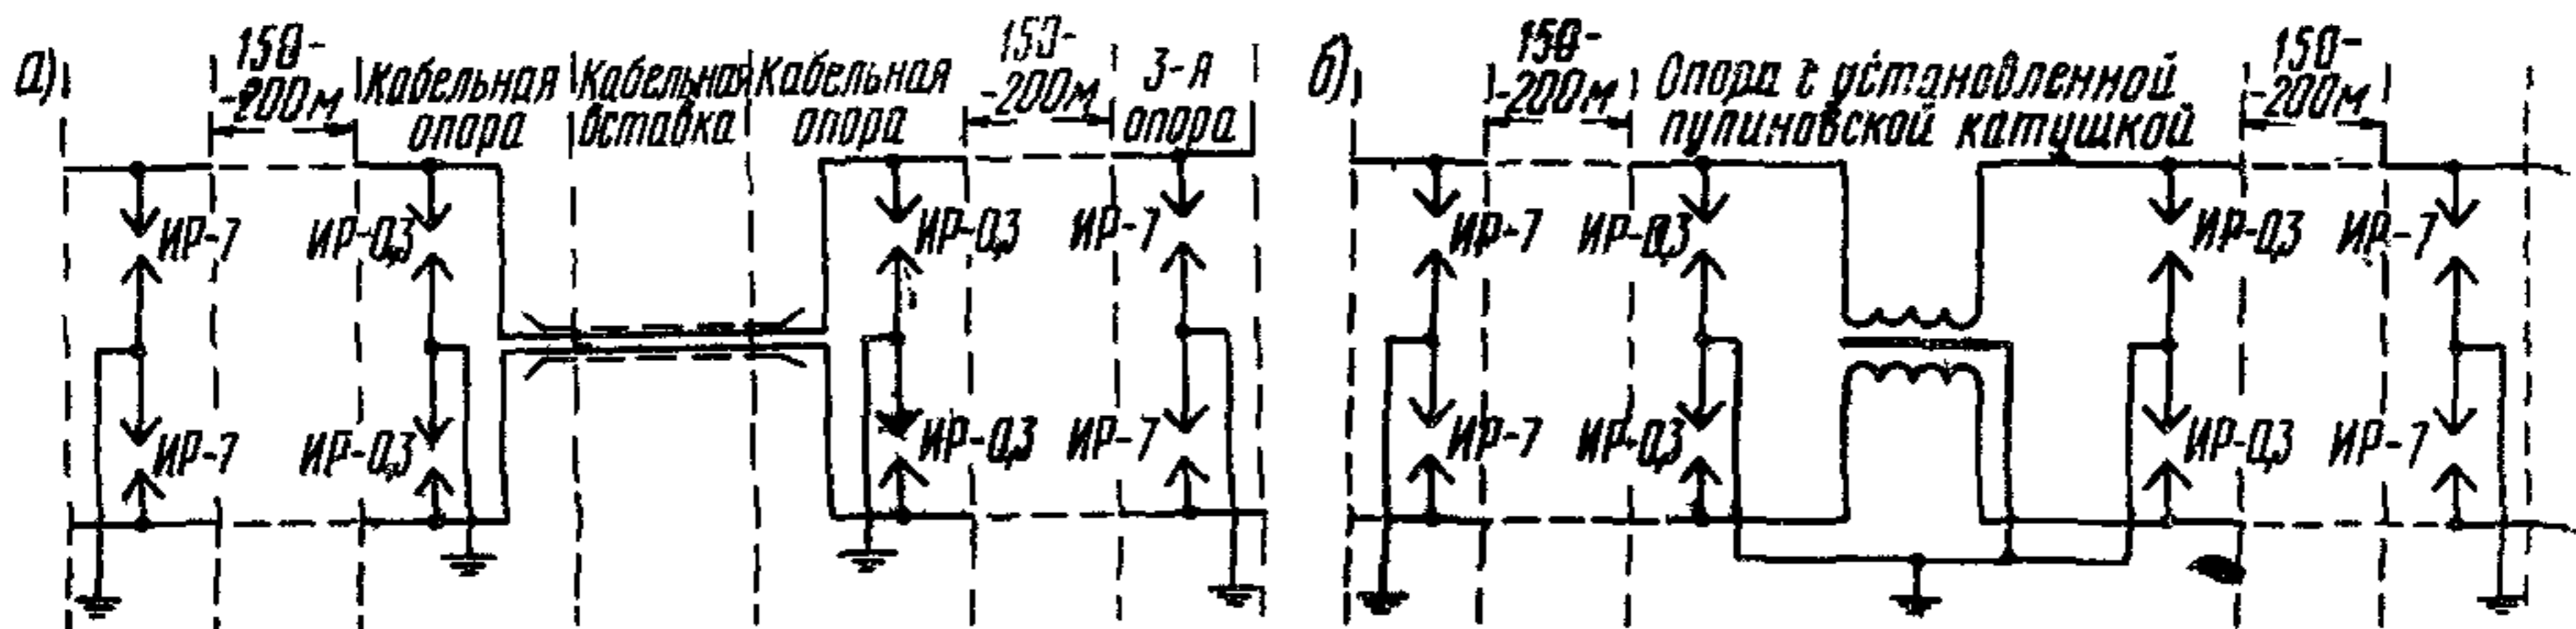 а)
150-
-200м
Кабельная
опора
Кабельная
вставка
Кабельная
опора
150-
-200м
3-я
опора
ИР-7
ИР-0,3
ИР-0,3
ИР-7
ИР-7
ИР-0,3
ИР-0,3
ИР-7
б)
150-
-200м
Опора с установленной
пупиновской катушкой
150-
-200м
ИР-7
ИР-0,3
ИР-0,3
ИР-7
ИР-7
ИР-0,3
ИР-0,3
ИР-7